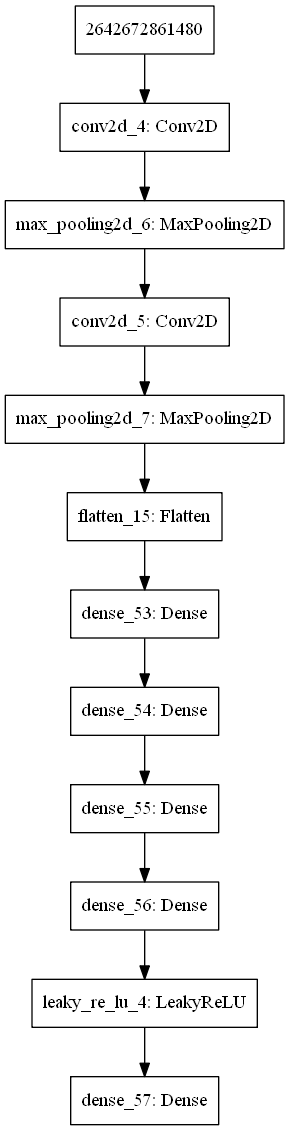 2642672861480
conv2d_4: Conv2D
max_pooling2d_6: MaxPooling2D
conv2d_5: Conv2D
max_pooling2d_7: MaxPooling2D
flatten_15: Flatten
dense_53: Dense
dense_54: Dense
dense_55: Dense
dense_56: Dense
leaky_re_lu_4: LeakyReLU
dense_57: Dense